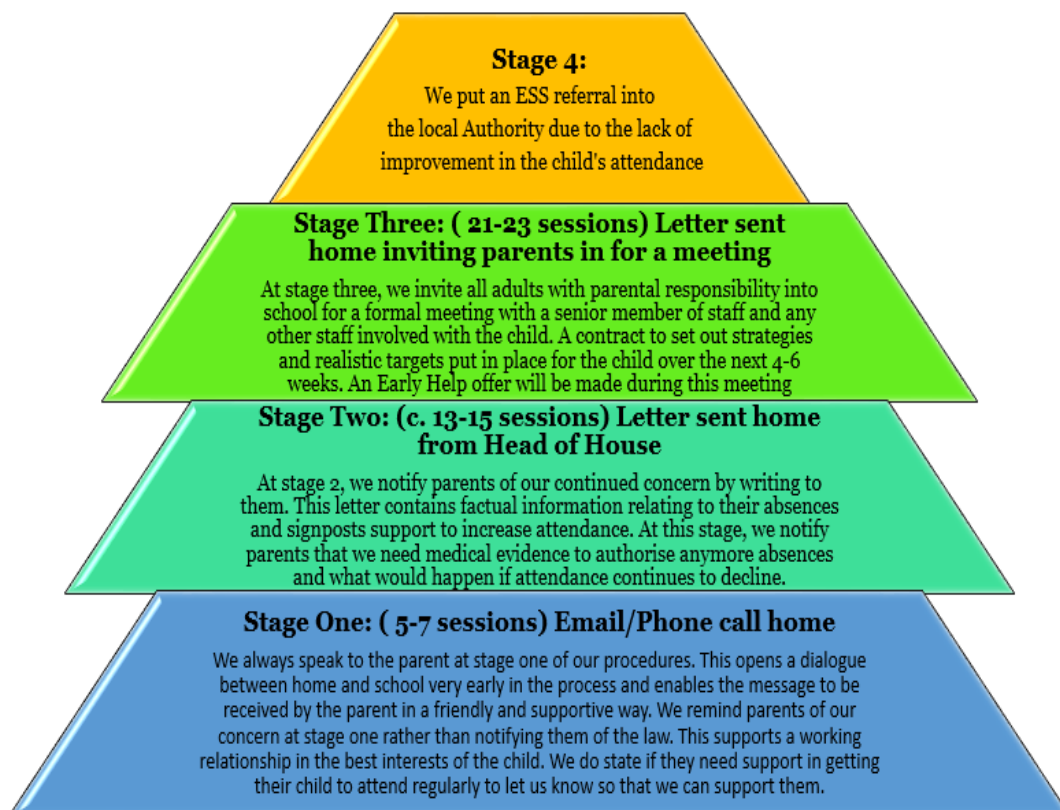 Stage 4:
We put an ESS referral into
the local Authority due to the lack of
improvement in the child's attendance
Stage Three: ( 21-23 sessions) Letter sent
home inviting parents in for a meeting
At stage three, we invite all adults with parental responsibility into
school for a formal meeting with a senior member of staff and any
other staff involved with the child. A contract to set out strategies
and realistic targets put in place for the child over the next 4-6
weeks. An Early Help offer will be made during this meeting
Stage Two: (c. 13-15 sessions) Letter sent home
from Head of House
At stage 2, we notify parents of our continued concern by writing to
them. This letter contains factual information relating to their absences
and signposts support to increase attendance. At this stage, we notify
parents that we need medical evidence to authorise anymore absences
and what would happen if attendance continues to decline.
Stage One: ( 5-7 sessions) Email/Phone call home
We always speak to the parent at stage one of our procedures. This opens a dialogue
between home and school very early in the process and enables the message to be
received by the parent in a friendly and supportive way. We remind parents of our
concern at stage one rather than notifying them of the law. This supports a working
relationship in the best interests of the child. We do state if they need support in getting
their child to attend regularly to let us know so that we can support them.